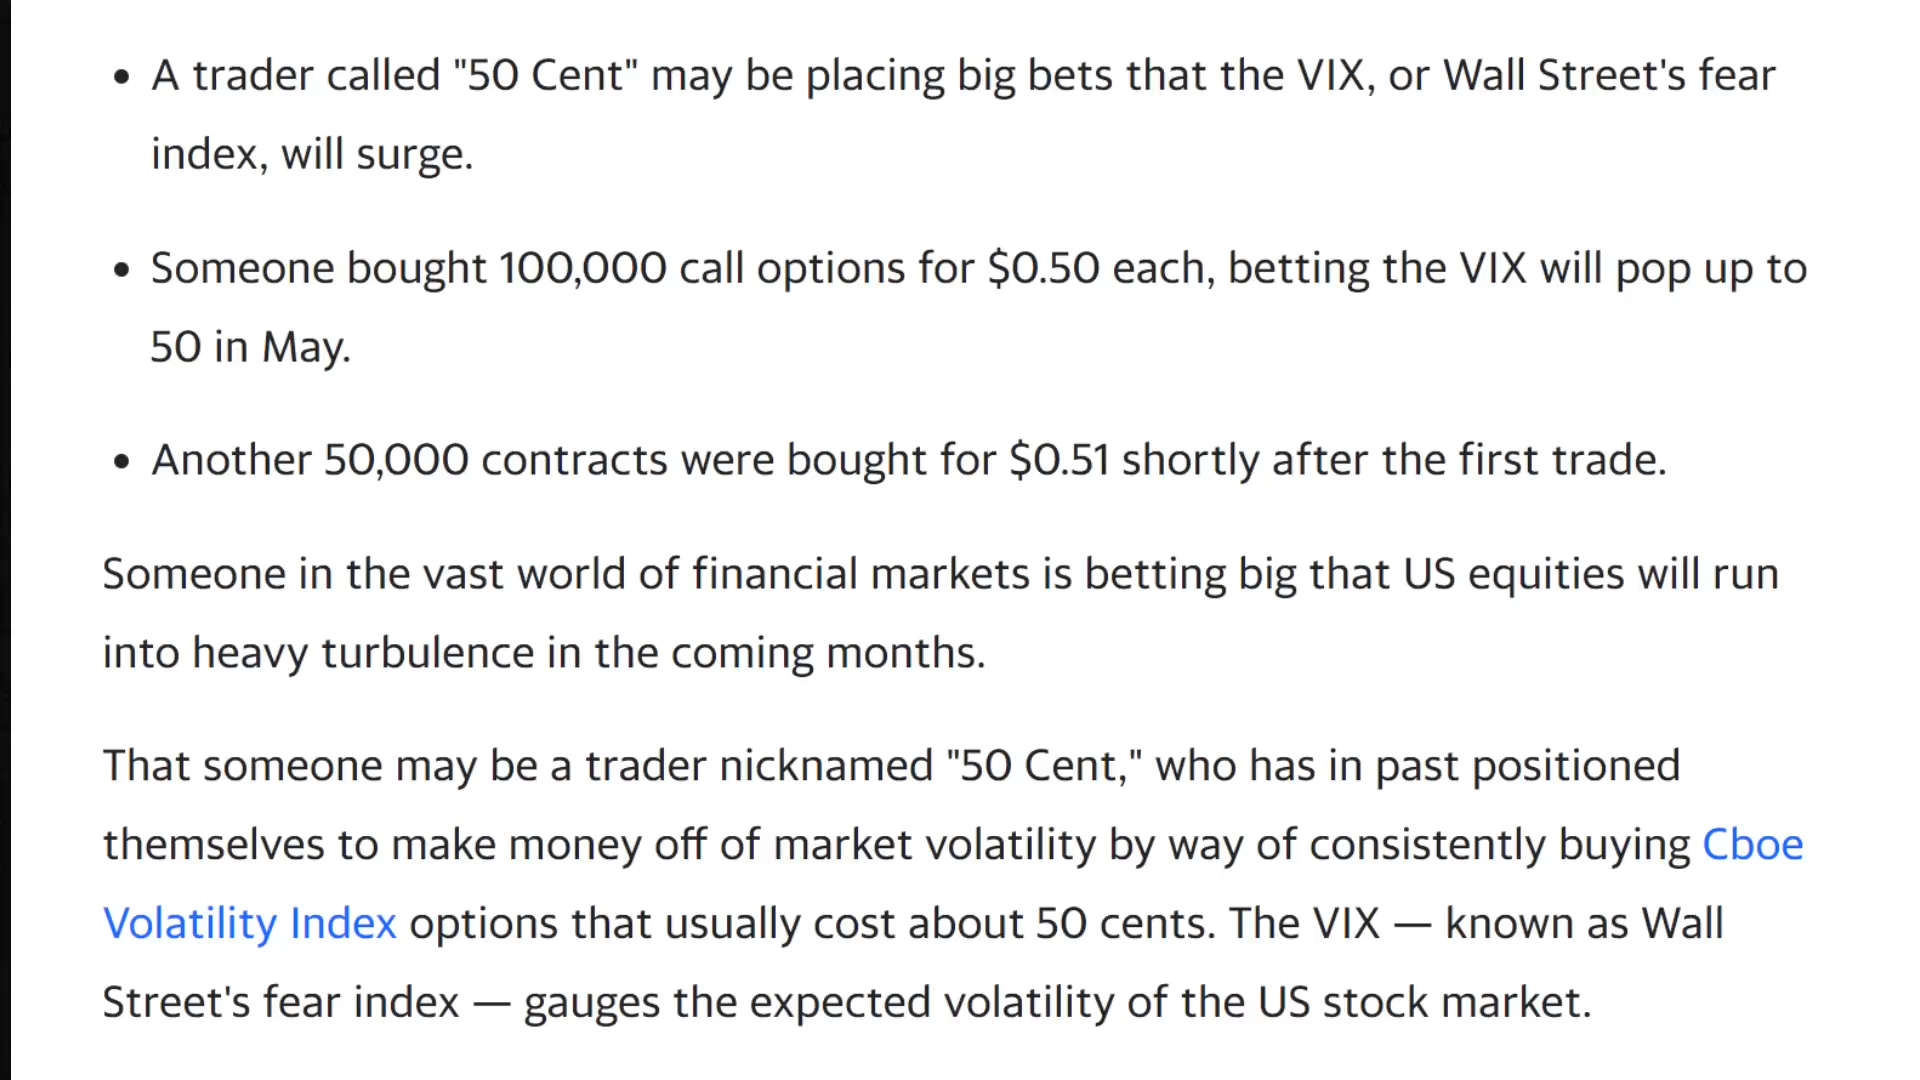 • A trader called "50 Cent" may be placing big bets that the VIX, or Wall Street's fear
index, will surge.
• Someone bought 100,000 call options for $0.50 each, betting the VIX will pop up to
50 in May.
• Another 50,000 contracts were bought for $0.51 shortly after the first trade.
Someone in the vast world of financial markets is betting big that US equities will run
into heavy turbulence in the coming months.
That someone may be a trader nicknamed "50 Cent," who has in past positioned
themselves to make money off of market volatility by way of consistently buying Cboe
Volatility Index options that usually cost about 50 cents. The VIX — known as Wall
Street's fear index — gauges the expected volatility of the US stock market.